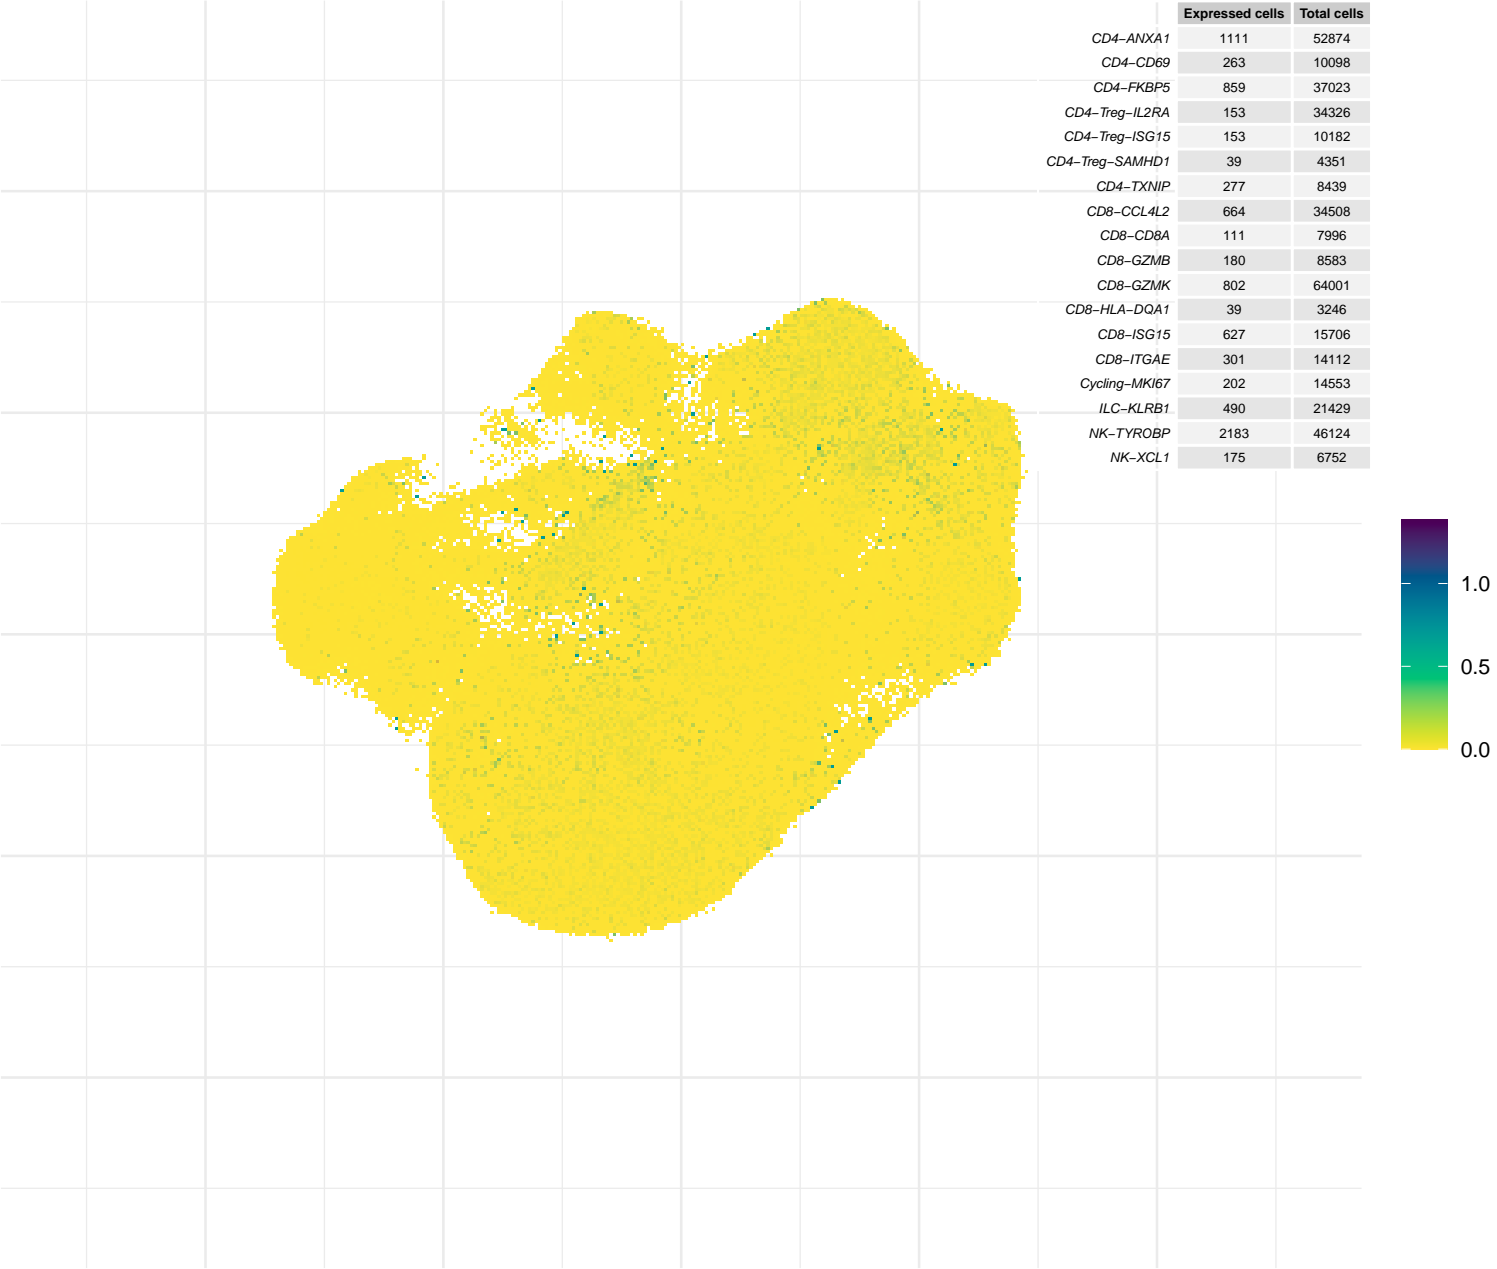 Expressed cells Total cells
CD4−ANXA1 1111 52874
CD4−CD69 263 10098
CD4−FKBP5 859 37023
CD4−Treg−IL2RA 153 34326
CD4−Treg−ISG15 153 10182
CD4−Treg−SAMHD1 39 4351
CD4−TXNIP 277 8439
CD8−CCL4L2 664 34508
CD8−CD8A 111 7996
CD8−GZMB 180 8583
CD8−GZMK 802 64001
CD8−HLA−DQA1 39 3246
CD8−ISG15 627 15706
CD8−ITGAE 301 14112
Cycling−MKI67 202 14553
ILC−KLRB1 490 21429
NK−TYROBP 2183 46124
NK−XCL1 175 6752
1.0
0.5
0.0